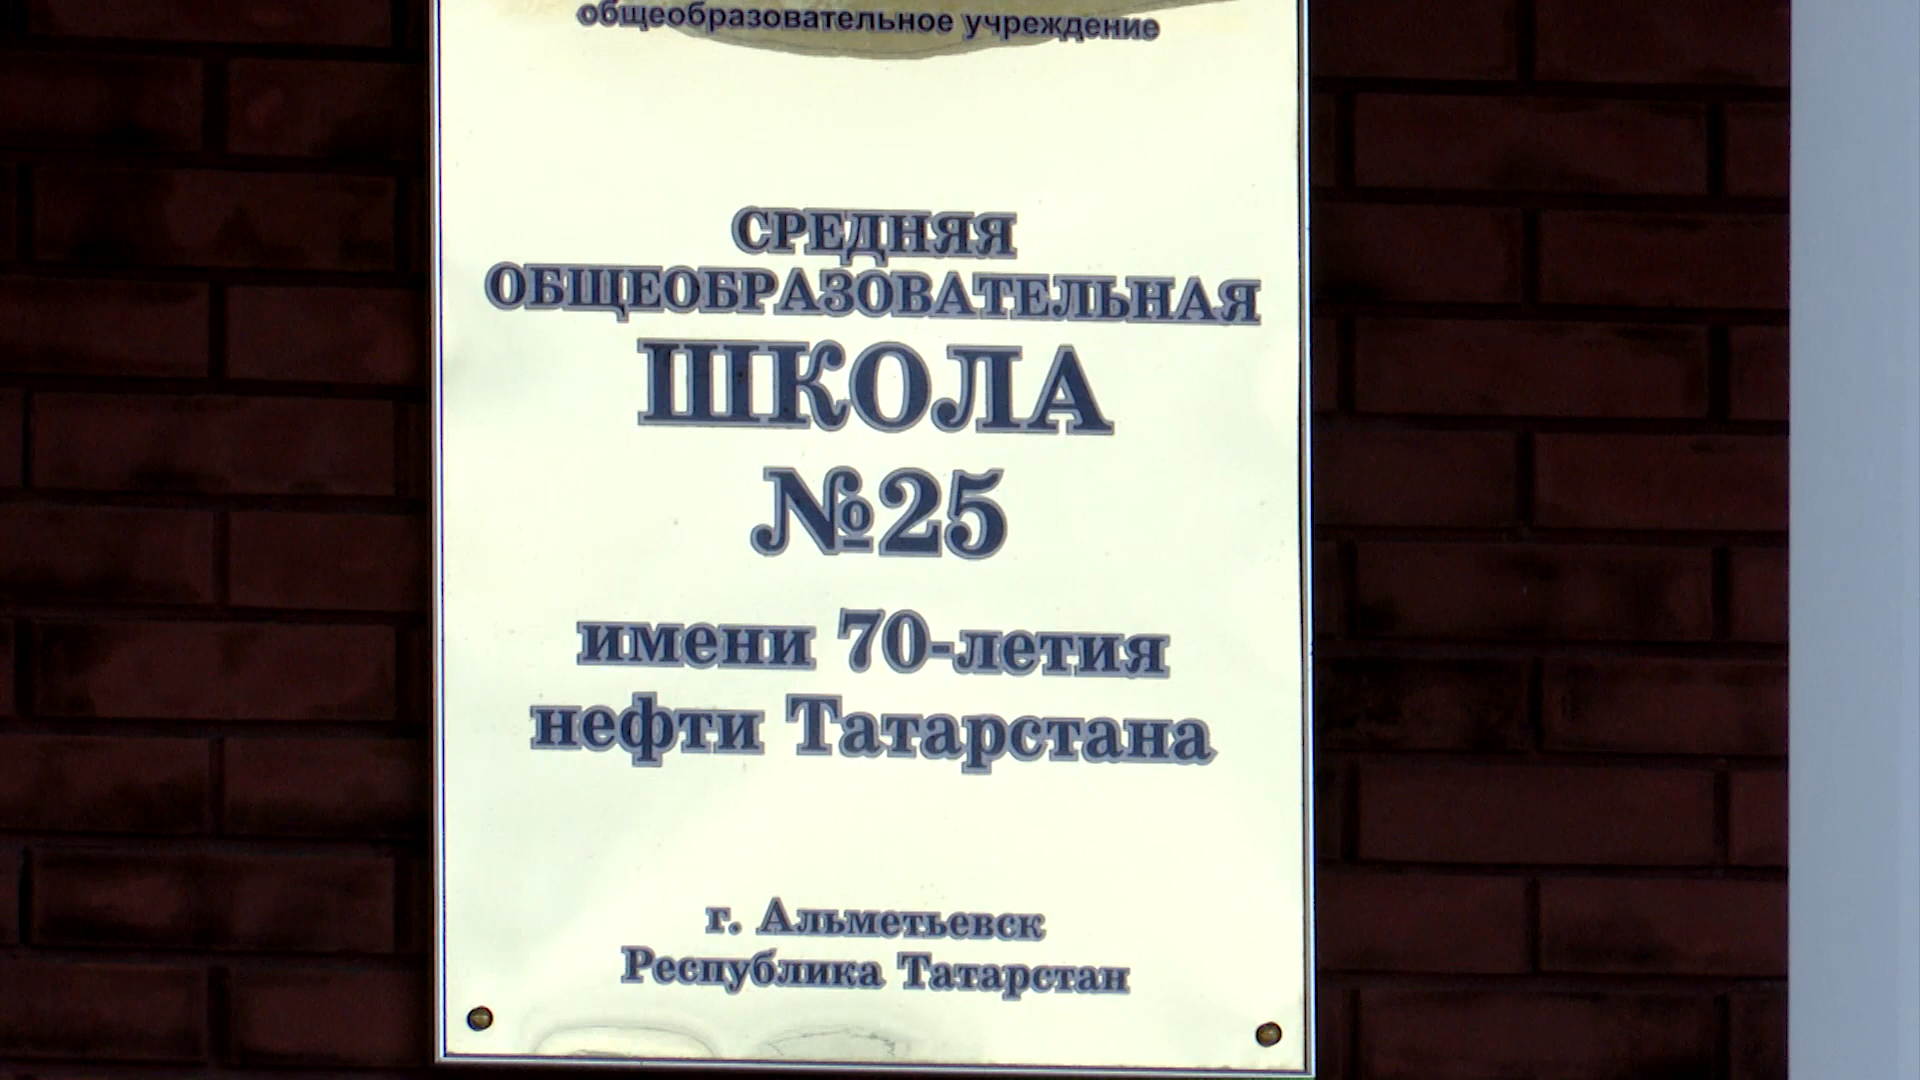 общеобразовательное учреждение
СРЕДНЯЯ
ОБЩЕОБРАЗОВАТЕЛЬНАЯ
ШКОЛА
№25
имени 70-летия
нефти Татарстана
г. Альметьевск
Республика Татарстан